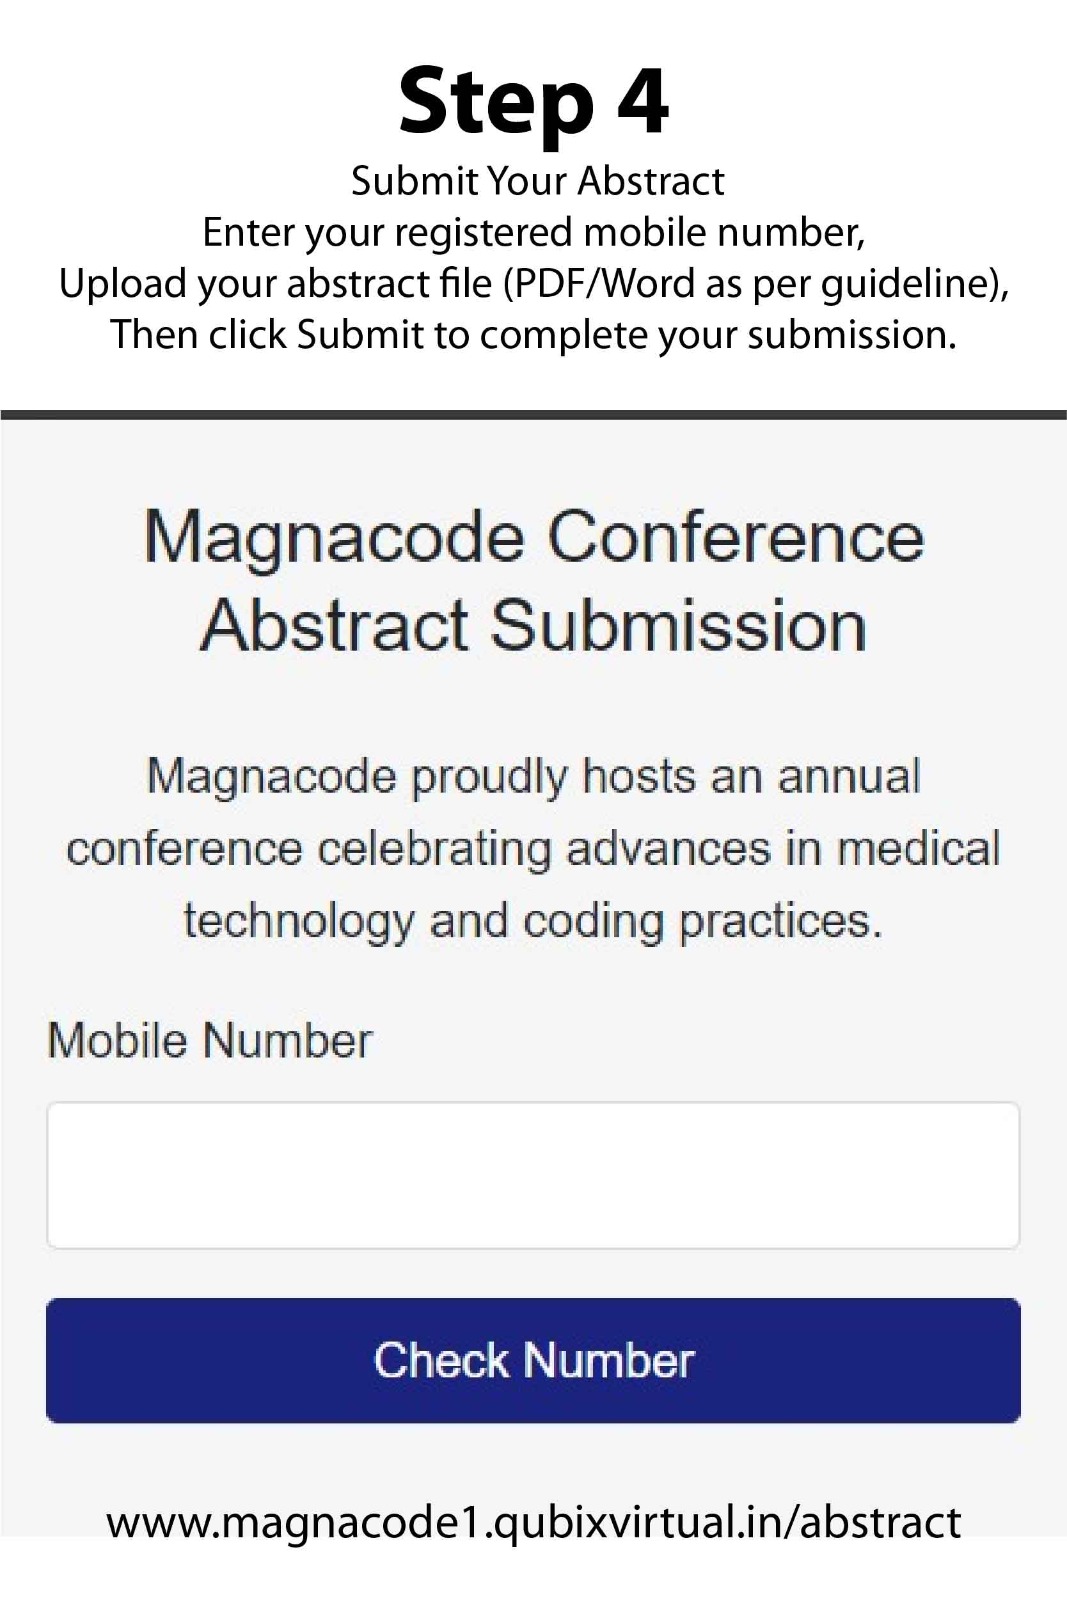 Step 4
Submit Your Abstract
Enter your registered mobile number,
Upload your abstract file (PDF/Word as per guideline),
Then click Submit to complete your submission.
Magnacode Conference
Abstract Submission
Magnacode proudly hosts an annual
conference celebrating advances in medical
technology and coding practices.
Mobile Number
Check Number
www.magnacode1.qubixvirtual.in/abstract